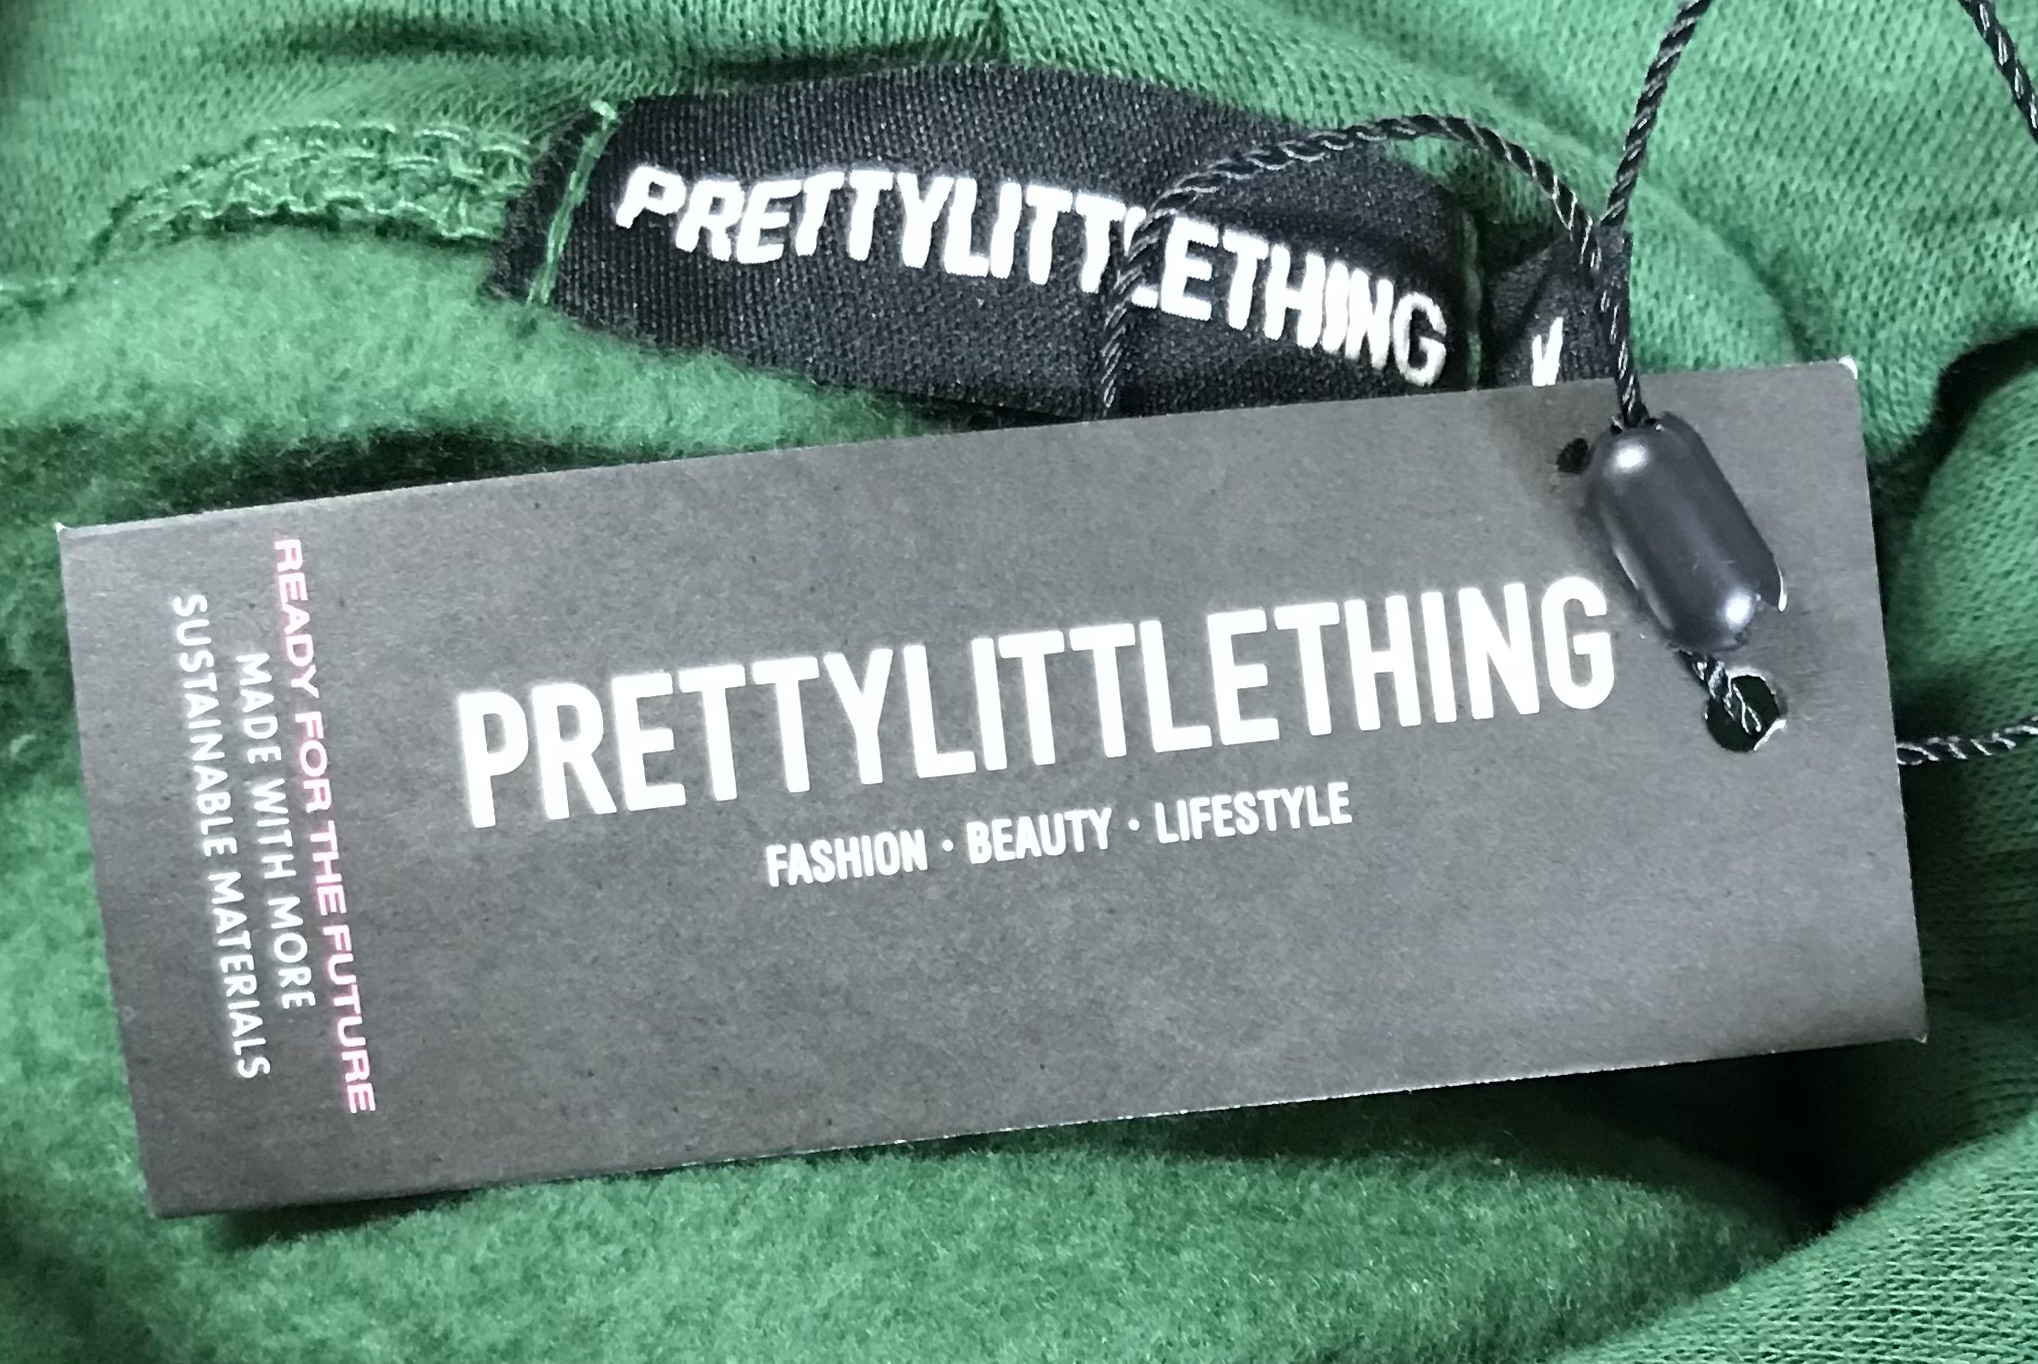 PRETTYLITTLETHING
PRETTYLITTLETHING
FASHION · BEAUTY · LIFESTYLE
READY FOR THE FUTURE
MADE WITH MORE
SUSTAINABLE MATERIALS